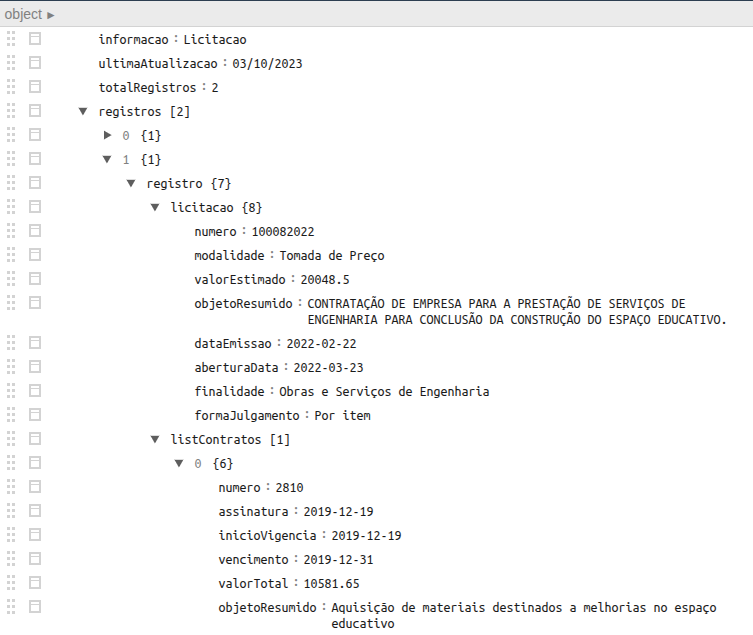 object ►
informacao : Licitacao
ultimaAtualizacao : 03/10/2023
totalRegistros : 2
registros [2]
0 {1}
1 {1}
registro {7}
licitacao {8}
numero : 100082022
modalidade : Tomada de Preço
valorEstimado : 20048.5
objetoResumido : CONTRATAÇÃO DE EMPRESA PARA A PRESTAÇÃO DE SERVIÇOS DE
ENGENHARIA PARA CONCLUSÃO DA CONSTRUÇÃO DO ESPAÇO EDUCATIVO.
dataEmissao : 2022-02-22
aberturaData : 2022-03-23
finalidade : Obras e Serviços de Engenharia
formaJulgamento : Por item
listContratos [1]
0 {6}
numero : 2810
assinatura : 2019-12-19
inicioVigencia : 2019-12-19
vencimento : 2019-12-31
valorTotal : 10581.65
objetoResumido : Aquisição de materiais destinados a melhorias no espaço
educativo